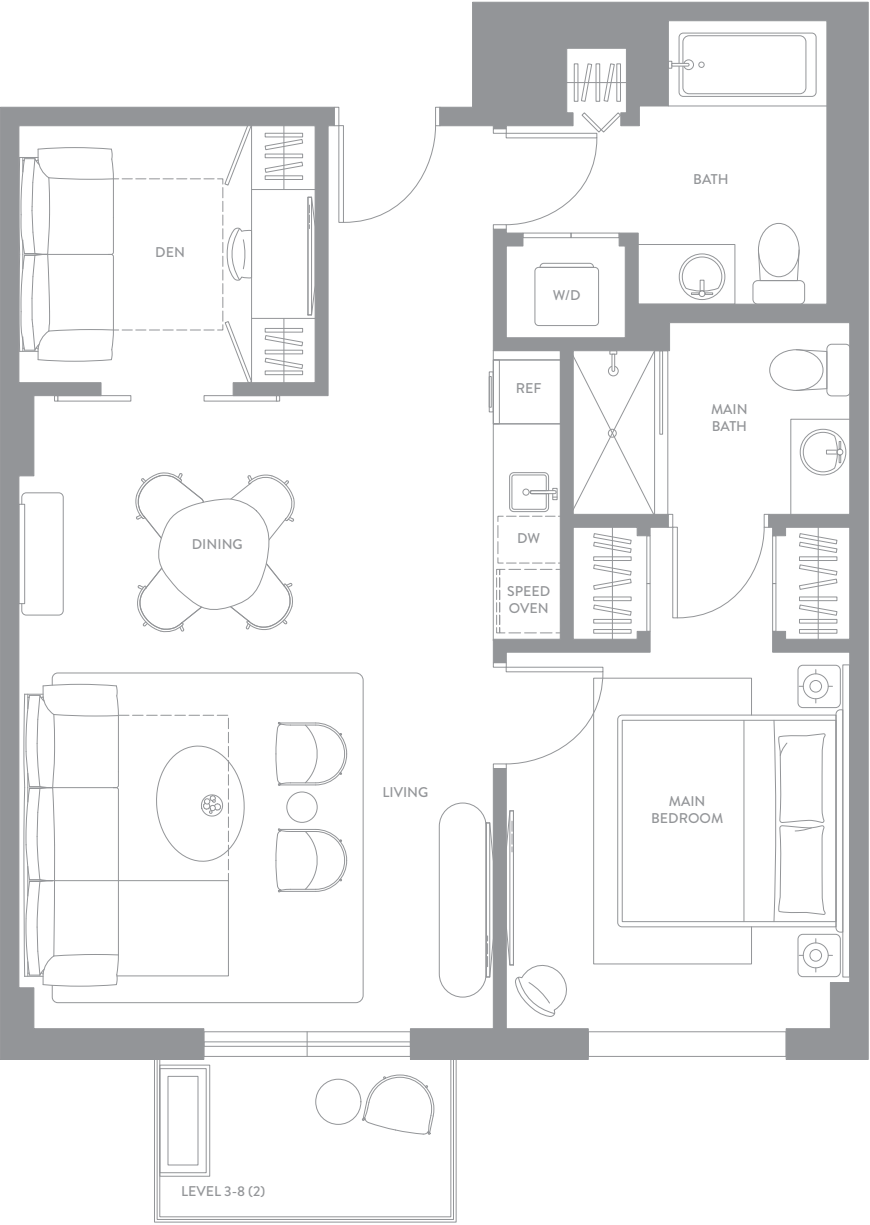 BATH
DEN
W/D
REF
MAIN
BATH
DINING
DW
SPEED
OVEN
LIVING
MAIN
BEDROOM
LEVEL 3-8 (2)